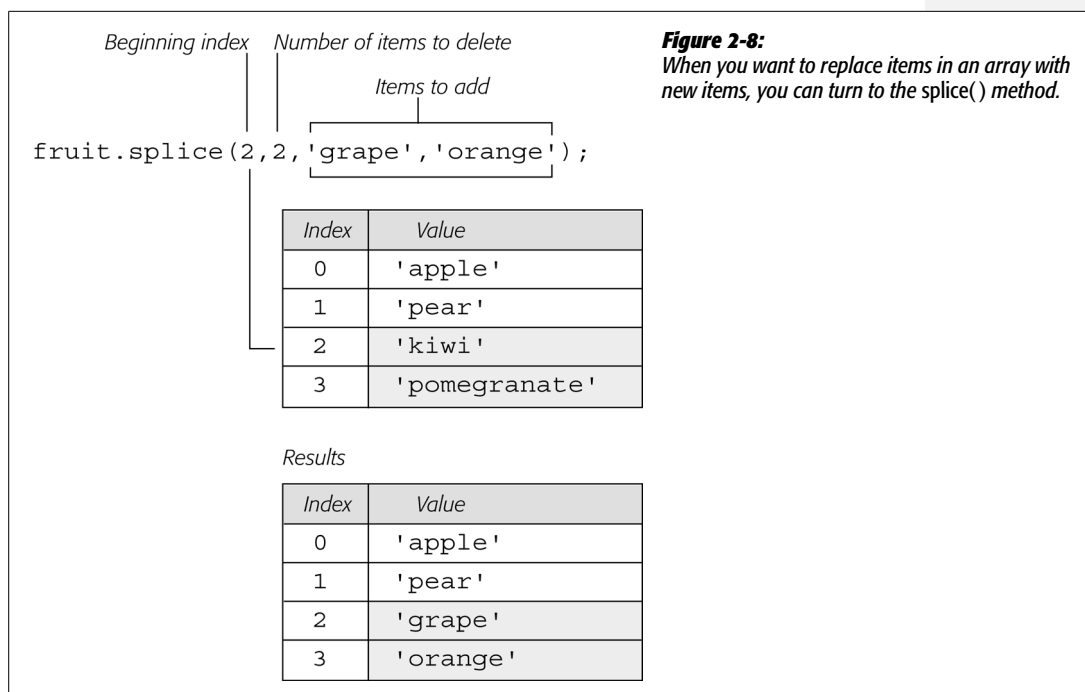 Beginning index Number of items to delete
Items to add
fruit.splice(2,2,'grape','orange');
Index Value
0 'apple'
1 'pear'
2 'kiwi'
3 'pomegranate'
Results
Index Value
0 'apple'
1 'pear'
2 'grape'
3 'orange'
Figure 2-8:
When you want to replace items in an array with
new items, you can turn to the splice( ) method.